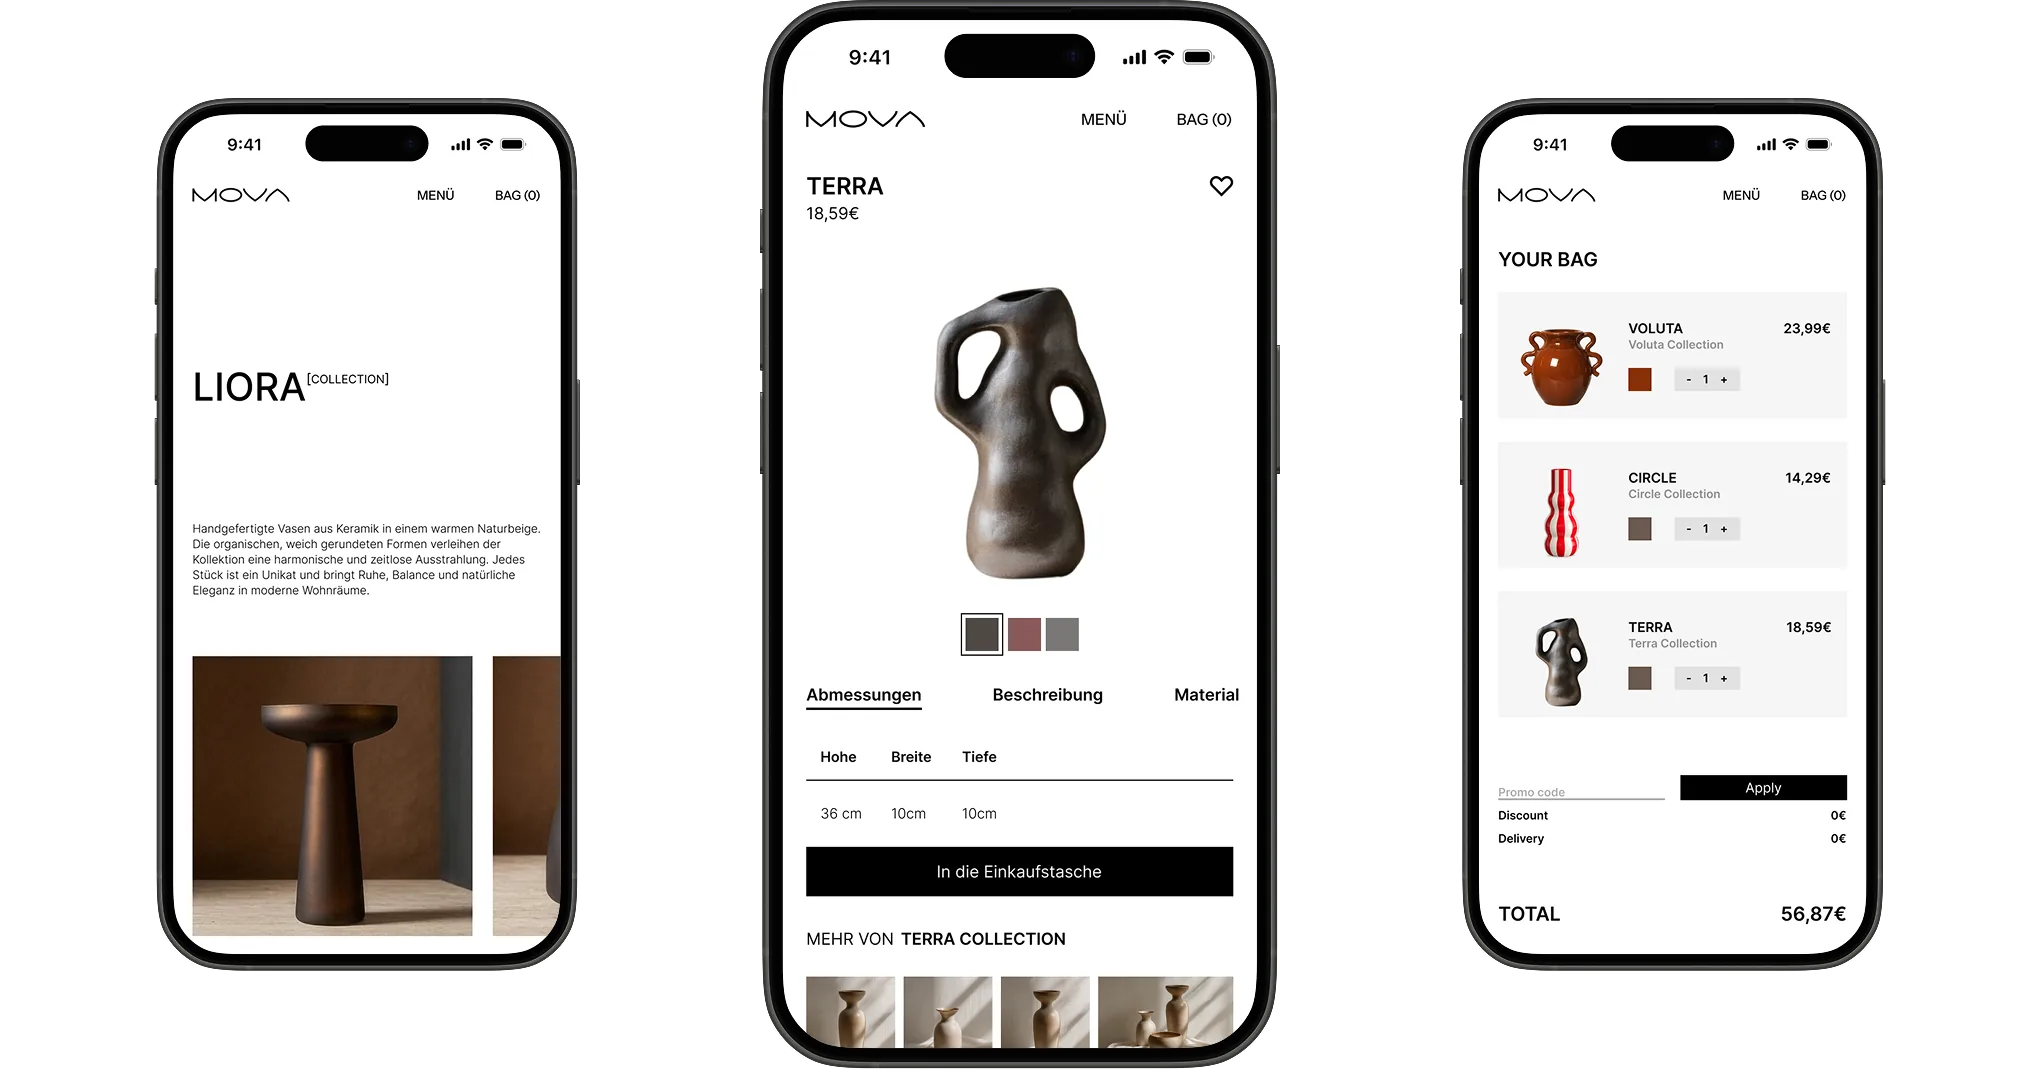 9:41
MOVA
MENÜ
BAG (0)
LIORA [COLLECTION]
Handgefertigte Vasen aus Keramik in einem warmen Naturbeige.
Die organischen, weich gerundeten Formen verleihen der
Kollektion eine harmonische und zeitlose Ausstrahlung. Jedes
Stück ist ein Unikat und bringt Ruhe, Balance und natürliche
Eleganz in moderne Wohnräume.
9:41
MOVA
MENÜ
BAG (0)
TERRA
18,59€
Abmessungen
Beschreibung
Material
Hohe
Breite
Tiefe
36 cm
10cm
10cm
In die Einkaufstasche
MEHR VON TERRA COLLECTION
9:41
MOVA
MENÜ
BAG (0)
YOUR BAG
VOLUTA
23,99€
Voluta Collection
- 1 +
CIRCLE
14,29€
Circle Collection
- 1 +
TERRA
18,59€
Terra Collection
- 1 +
Promo code
Apply
Discount
0€
Delivery
0€
TOTAL
56,87€